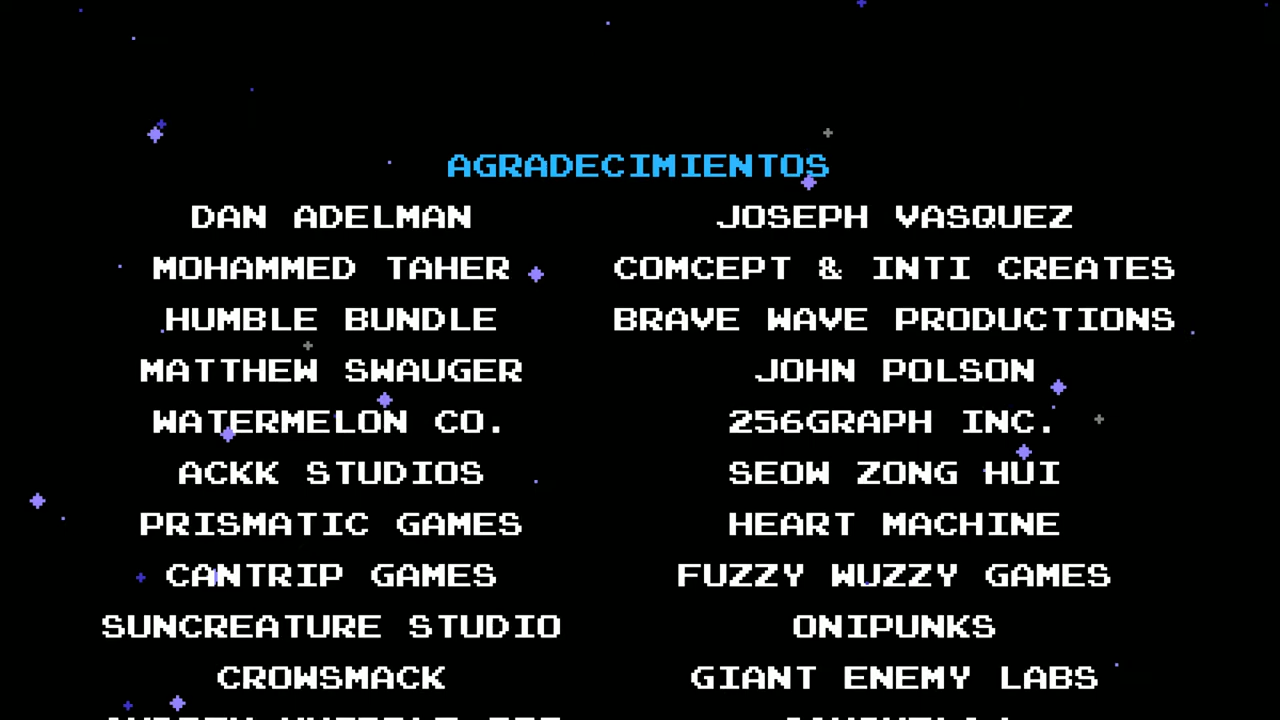 AGRADECIMIENTOS
DAN ADELMAN JOSEPH VASQUEZ
MOHAMMED TAHER COMCEPT & INTI CREATES
HUMBLE BUNDLE BRAVE WAVE PRODUCTIONS
MATTHEW SWAUGER JOHN POLSON
WATERMELON CO. 256GRAPH INC.
ACKK STUDIOS SEOW ZONG HUI
PRISMATIC GAMES HEART MACHINE
CANTRIP GAMES FUZZY WUZZY GAMES
SUNCREATURE STUDIO ONIPUNKS
CROWSMACK GIANT ENEMY LABS